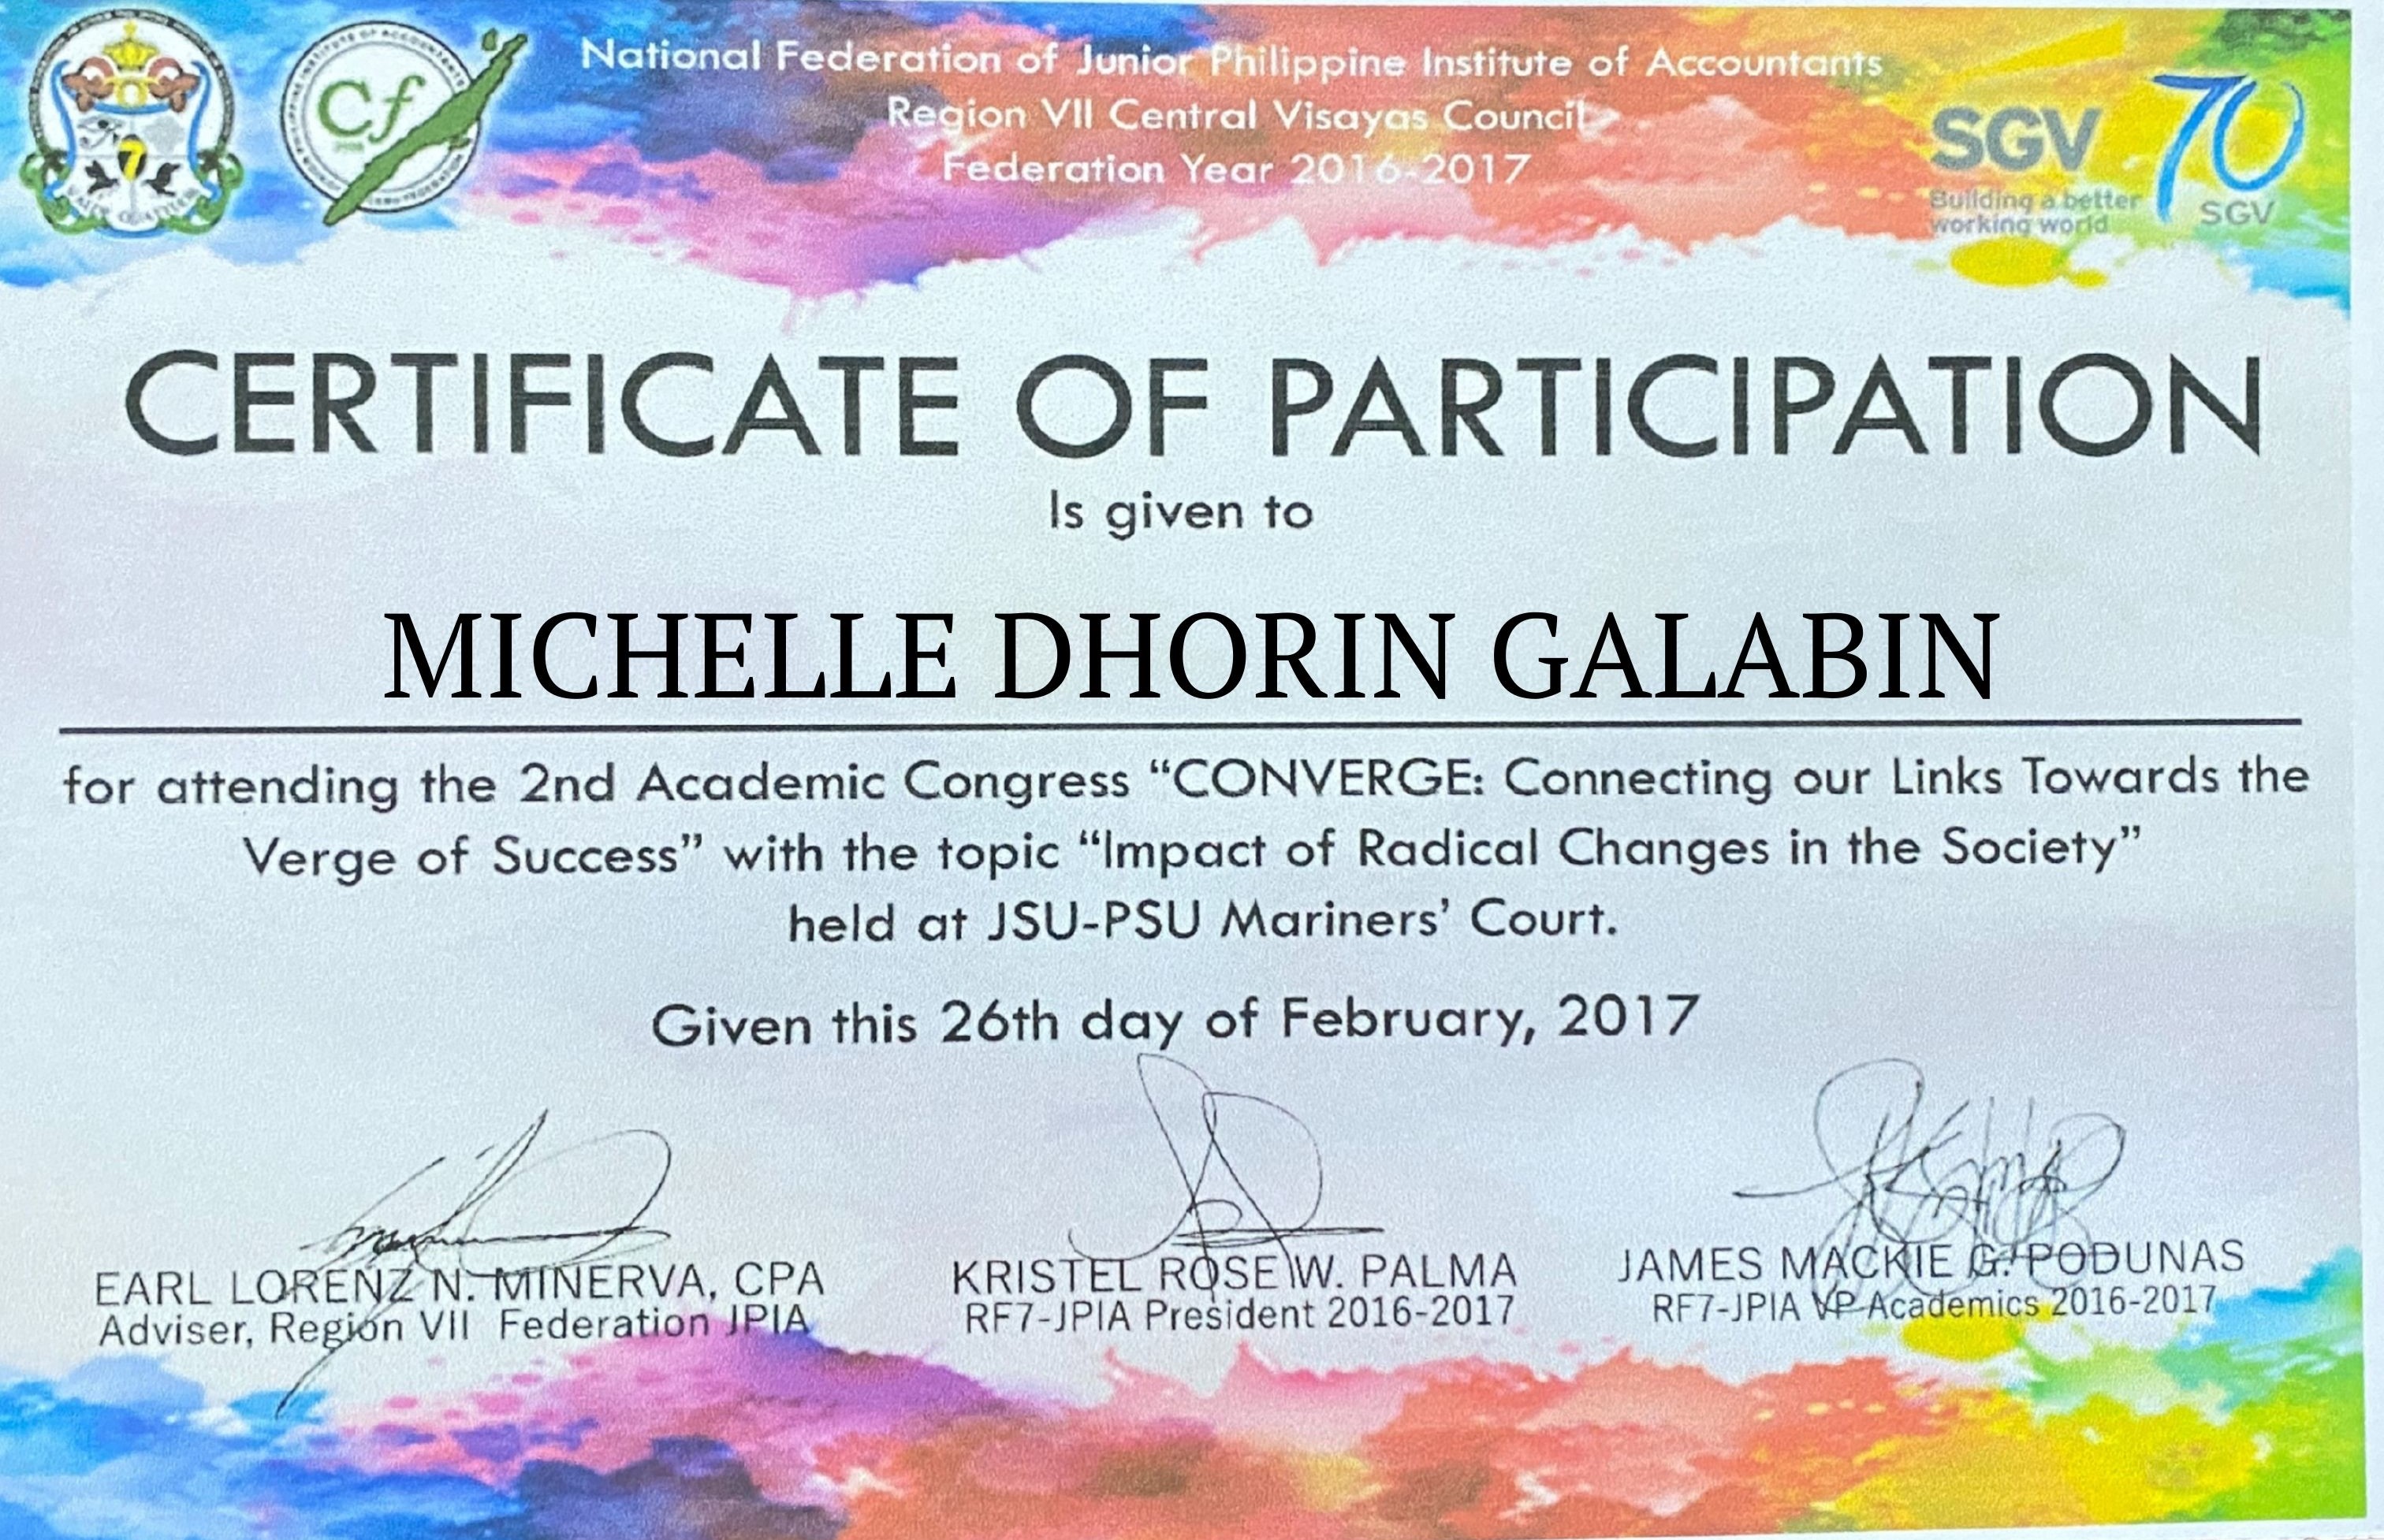 National Federation of Junior Philippine Institute of Accountants
Region VII Central Visayas Council
Federation Year 2016-2017
Cf
7
SGV
Building a better
working world
70
SGV
CERTIFICATE OF PARTICIPATION
Is given to
MICHELLE DHORIN GALABIN
for attending the 2nd Academic Congress “CONVERGE: Connecting our Links Towards the
Verge of Success” with the topic “Impact of Radical Changes in the Society”
held at JSU-PSU Mariners’ Court.
Given this 26th day of February, 2017
EARL LORENZ N. MINERVA, CPA
Adviser, Region VII Federation JPIA
KRISTEL ROSE W. PALMA
RF7-JPIA President 2016-2017
JAMES MACKIE G. PODUNAS
RF7-JPIA VP Academics 2016-2017